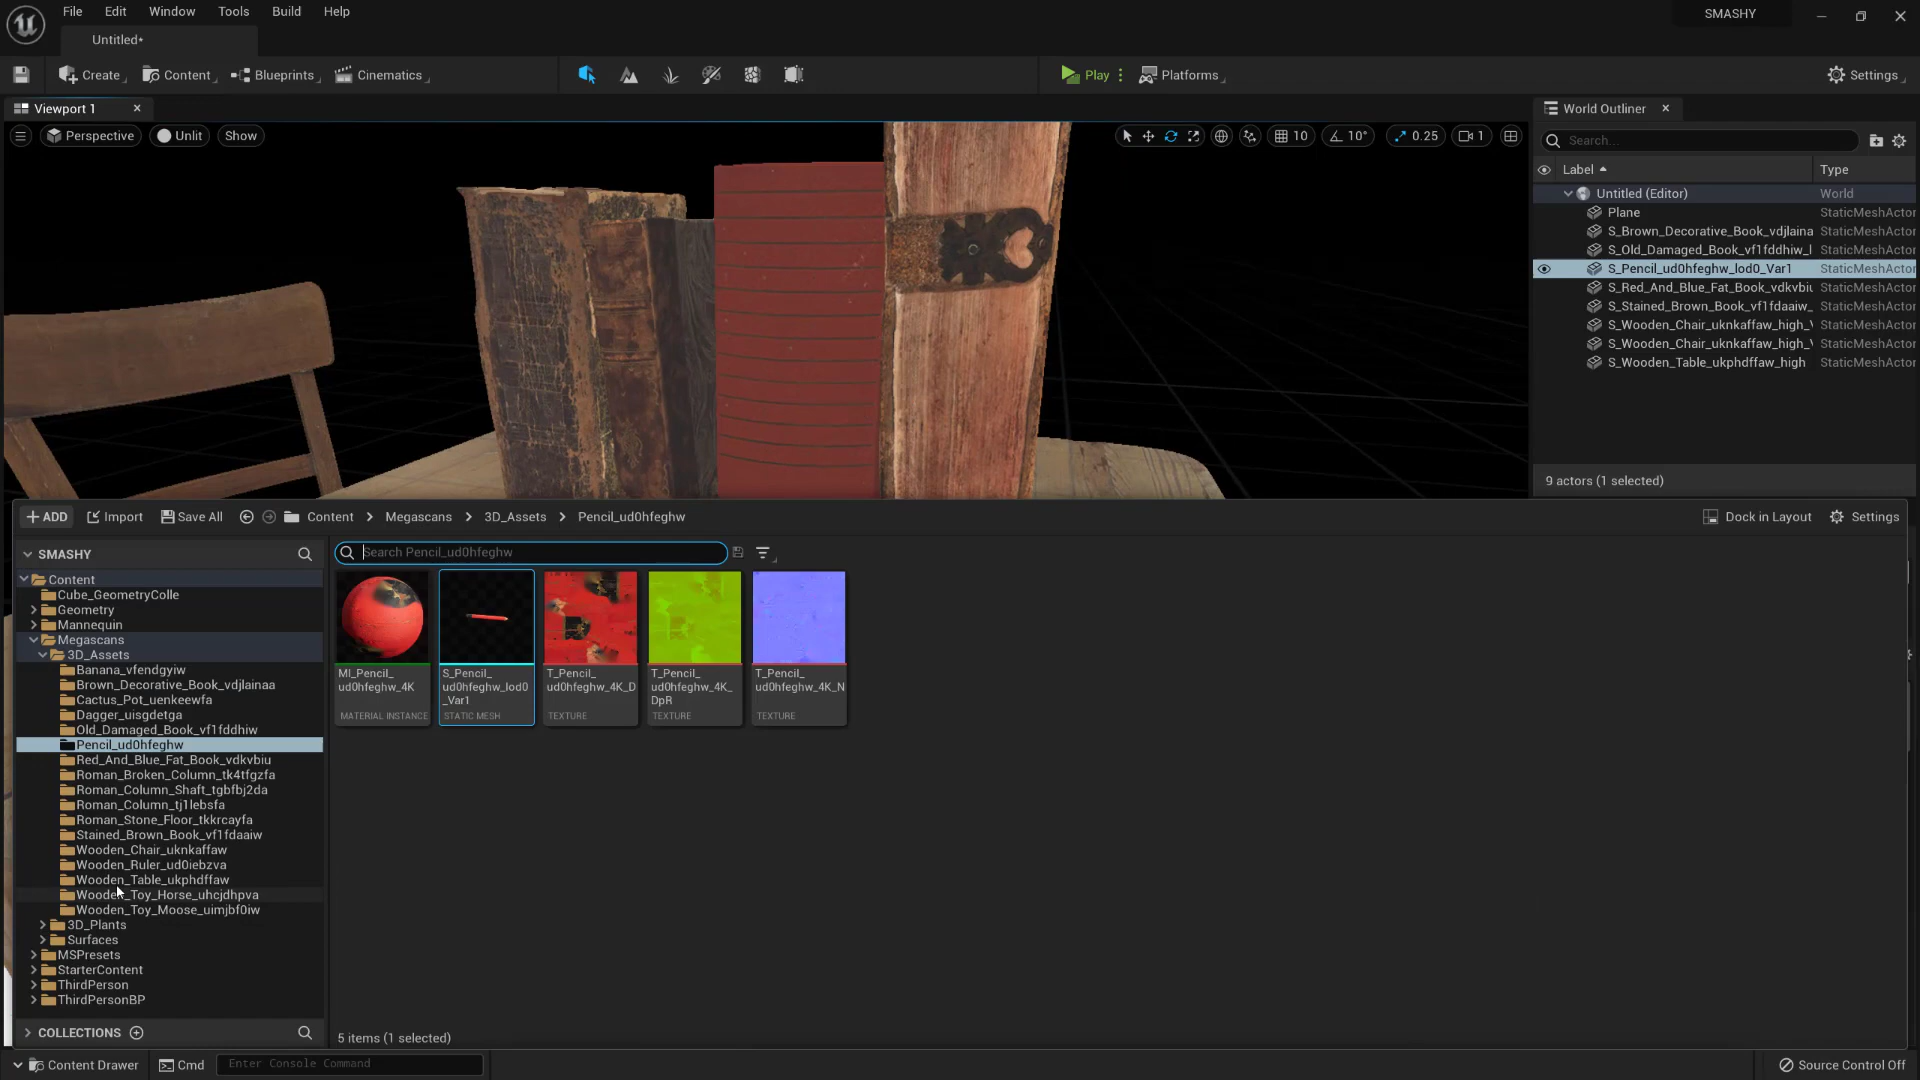 File Edit Window Tools Build Help
SMASHY
Untitled*
Create Content Blueprints Cinematics
Play Platforms Settings
Viewport 1
World Outliner
Perspective Unlit Show
10 10° 0.25 1
Search...
Label Type
Untitled (Editor) World
Plane StaticMeshActor
S_Brown_Decorative_Book_vdjlaina StaticMeshActor
S_Old_Damaged_Book_vf1fddhiw_l StaticMeshActor
S_Pencil_ud0hfeghw_lod0_Var1 StaticMeshActor
S_Red_And_Blue_Fat_Book_vdkvbiu StaticMeshActor
S_Stained_Brown_Book_vf1fdaaiw_ StaticMeshActor
S_Wooden_Chair_uknkaffaw_high_V StaticMeshActor
S_Wooden_Chair_uknkaffaw_high_V StaticMeshActor
S_Wooden_Table_ukphdffaw_high StaticMeshActor
9 actors (1 selected)
ADD Import Save All Content Megascans 3D_Assets Pencil_ud0hfeghw Dock in Layout Settings
SMASHY
Search Pencil_ud0hfeghw
Content
Cube_GeometryColle
Geometry
Mannequin
Megascans
3D_Assets
Banana_vfendgyiw
Brown_Decorative_Book_vdjlainaa
Cactus_Pot_uenkeewfa
Dagger_uisgdetga
Old_Damaged_Book_vf1fddhiw
Pencil_ud0hfeghw
Red_And_Blue_Fat_Book_vdkvbiu
Roman_Broken_Column_tk4tfgzfa
Roman_Column_Shaft_tgbfbj2da
Roman_Column_tj1lebsfa
Roman_Stone_Floor_tkkrcayfa
Stained_Brown_Book_vf1fdaaiw
Wooden_Chair_uknkaffaw
Wooden_Ruler_ud0iebzva
Wooden_Table_ukphdffaw
Wooden_Toy_Horse_uhcjdhpva
Wooden_Toy_Moose_uimjbf0iw
3D_Plants
Surfaces
MSPresets
StarterContent
ThirdPerson
ThirdPersonBP
MI_Pencil_
ud0hfeghw_4K
MATERIAL INSTANCE
S_Pencil_
ud0hfeghw_lod0
_Var1
STATIC MESH
T_Pencil_
ud0hfeghw_4K_D
TEXTURE
T_Pencil_
ud0hfeghw_4K_
DpR
TEXTURE
T_Pencil_
ud0hfeghw_4K_N
TEXTURE
COLLECTIONS
5 items (1 selected)
Content Drawer Cmd Enter Console Command Source Control Off